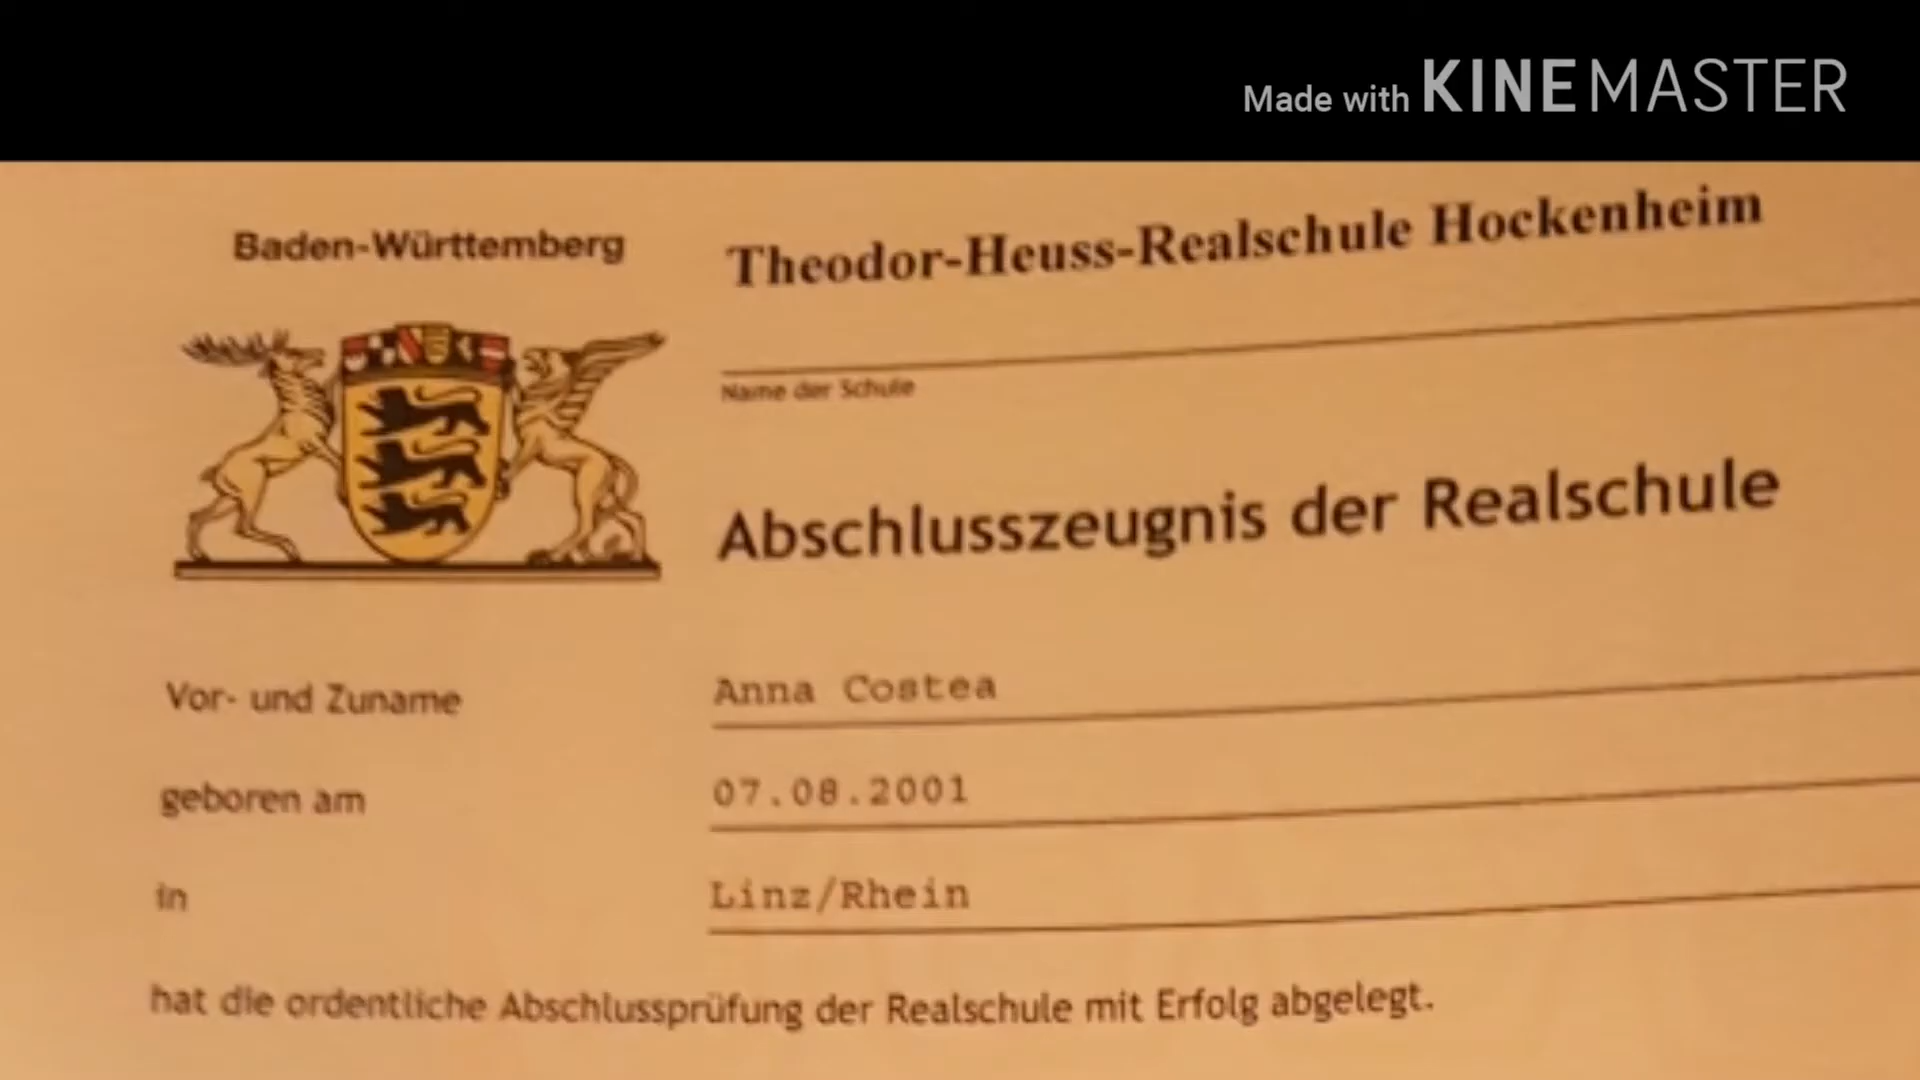 Made with KINEMASTER
Baden-Württemberg
Theodor-Heuss-Realschule Hockenheim
Name der Schule
Abschlusszeugnis der Realschule
Vor- und Zuname Anna Costea
geboren am 07.08.2001
in Linz/Rhein
hat die ordentliche Abschlussprüfung der Realschule mit Erfolg abgelegt.